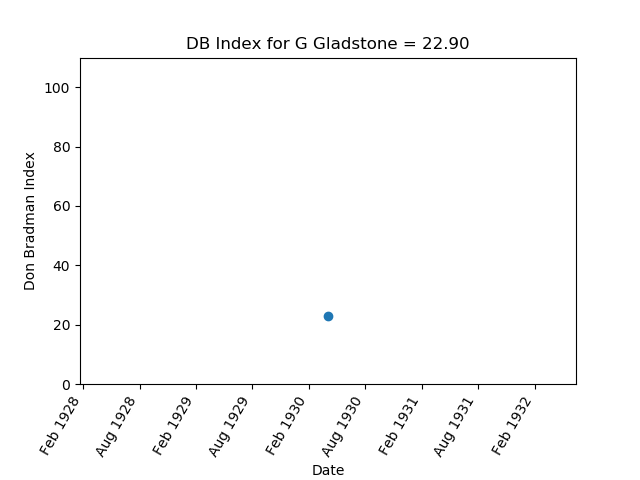 DB Index for G Gladstone = 22.90
Don Bradman Index
100
80
60
40
20
0
Feb 1928
Aug 1928
Feb 1929
Aug 1929
Feb 1930
Aug 1930
Feb 1931
Aug 1931
Feb 1932
Date